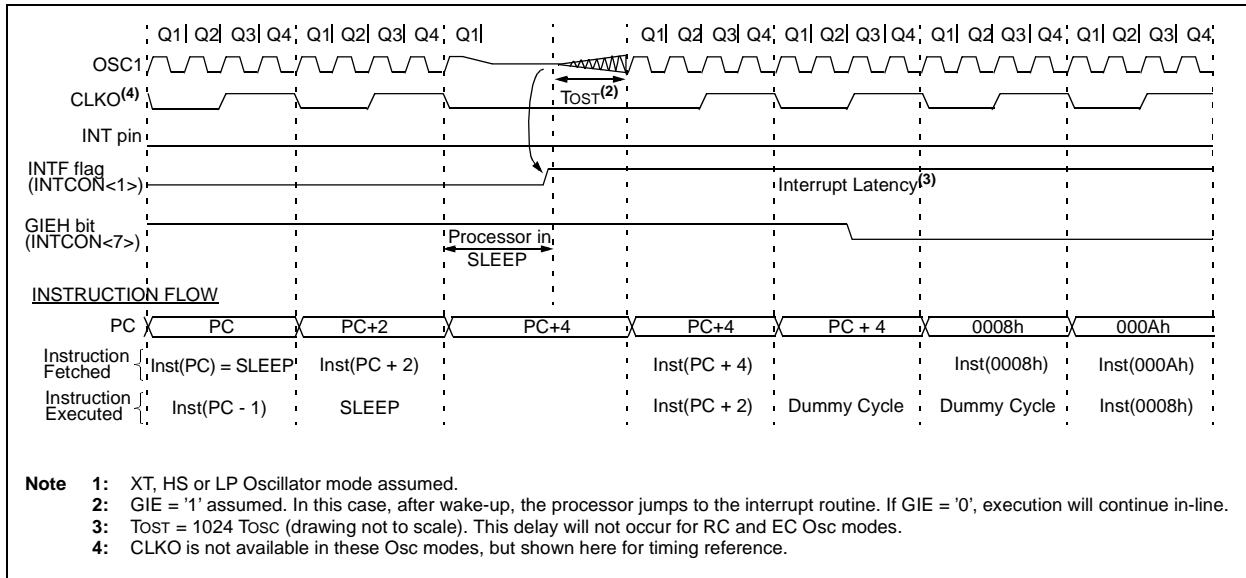 Q1| Q2| Q3| Q4 Q1| Q2| Q3| Q4 Q1| Q1| Q2| Q3| Q4 Q1| Q2| Q3| Q4 Q1| Q2| Q3| Q4 Q1| Q2| Q3| Q4
OSC1
CLKO(4)
TOST(2)
INT pin
INTF flag
(INTCON<1>)
Interrupt Latency(3)
GIEH bit
(INTCON<7>)
Processor in
SLEEP
INSTRUCTION FLOW
PC PC PC+2 PC+4 PC+4 PC + 4 0008h 000Ah
Instruction
Fetched
Inst(PC) = SLEEP Inst(PC + 2) Inst(PC + 4) Inst(0008h) Inst(000Ah)
Instruction
Executed
Inst(PC - 1) SLEEP Inst(PC + 2) Dummy Cycle Dummy Cycle Inst(0008h)
Note 1: XT, HS or LP Oscillator mode assumed.
2: GIE = '1' assumed. In this case, after wake-up, the processor jumps to the interrupt routine. If GIE = '0', execution will continue in-line.
3: TOST = 1024 TOSC (drawing not to scale). This delay will not occur for RC and EC Osc modes.
4: CLKO is not available in these Osc modes, but shown here for timing reference.